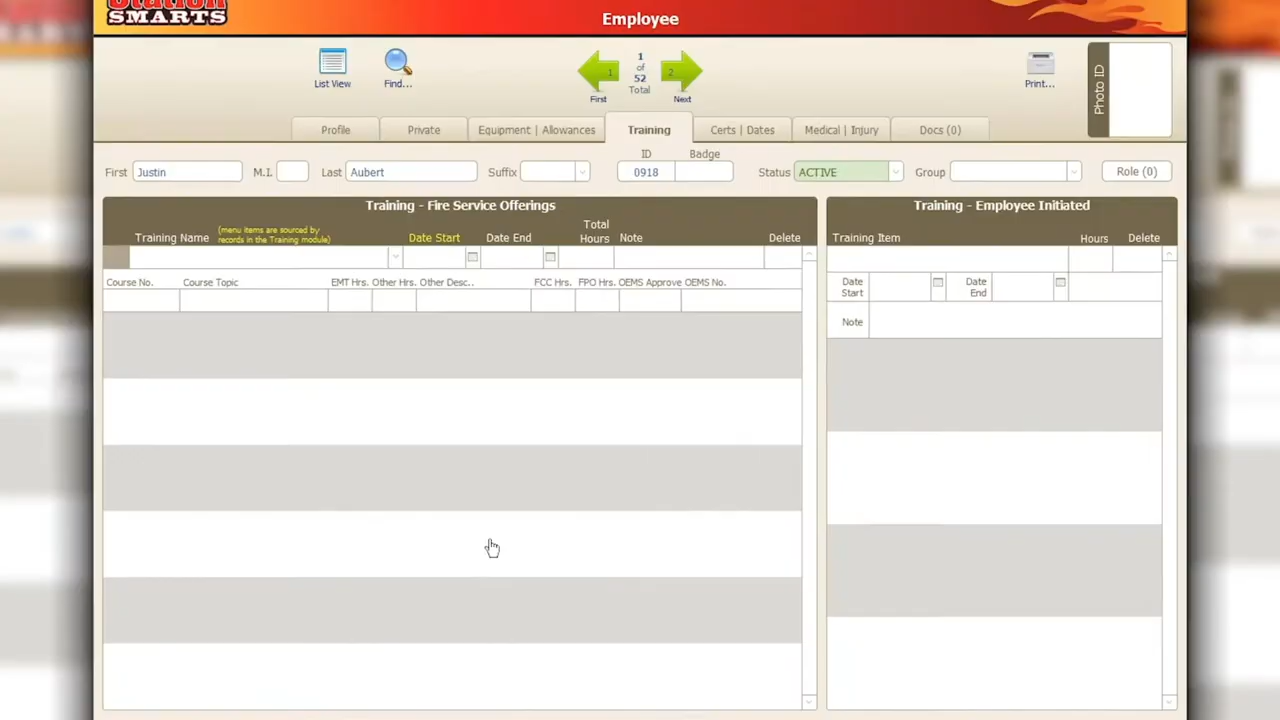 Station
SMARTS
Employee
List View
Find...
1
First
1
of
52
Total
2
Next
Print...
Photo ID
Profile
Private
Equipment | Allowances
Training
Certs | Dates
Medical | Injury
Docs (0)
ID
Badge
First Justin
M.I.
Last Aubert
Suffix
0918
Status ACTIVE
Group
Role (0)
Training - Fire Service Offerings
Training Name
(menu items are sourced by
records in the Training module)
Date Start
Date End
Total
Hours
Note
Delete
Course No.
Course Topic
EMT Hrs.
Other Hrs.
Other Desc..
FCC Hrs.
FPO Hrs.
OEMS Approve
OEMS No.
Training - Employee Initiated
Training Item
Hours
Delete
Date
Start
Date
End
Note